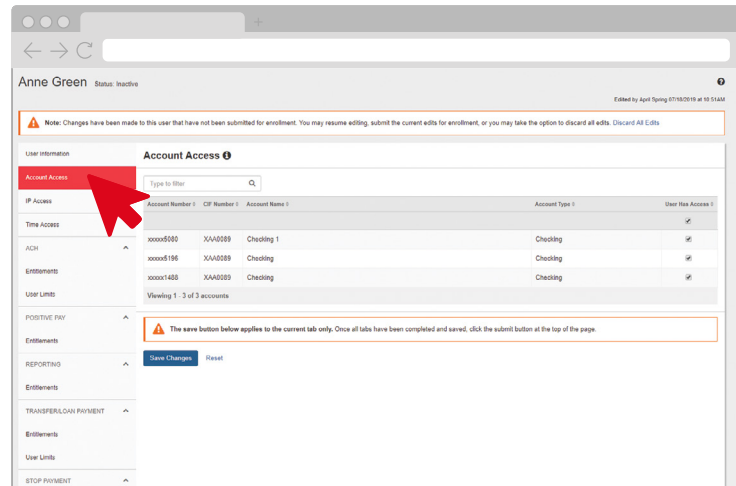 Anne Green Status: Inactive
Edited by April Spring 07/18/2019 at 10:51AM
Note: Changes have been made to this user that have not been submitted for enrollment. You may resume editing, submit the current edits for enrollment, or you may take the option to discard all edits. Discard All Edits
User Information
Account Access
IP Access
Time Access
ACH
Entitlements
User Limits
POSITIVE PAY
Entitlements
REPORTING
Entitlements
TRANSFER/LOAN PAYMENT
Entitlements
User Limits
STOP PAYMENT
Account Access
Type to filter
Account Number CIF Number Account Name Account Type User Has Access
xxxxx5080 XAA0089 Checking 1 Checking
xxxxx5196 XAA0089 Checking Checking
xxxxx1488 XAA0089 Checking Checking
Viewing 1 - 3 of 3 accounts
The save button below applies to the current tab only. Once all tabs have been completed and saved, click the submit button at the top of the page.
Save Changes Reset